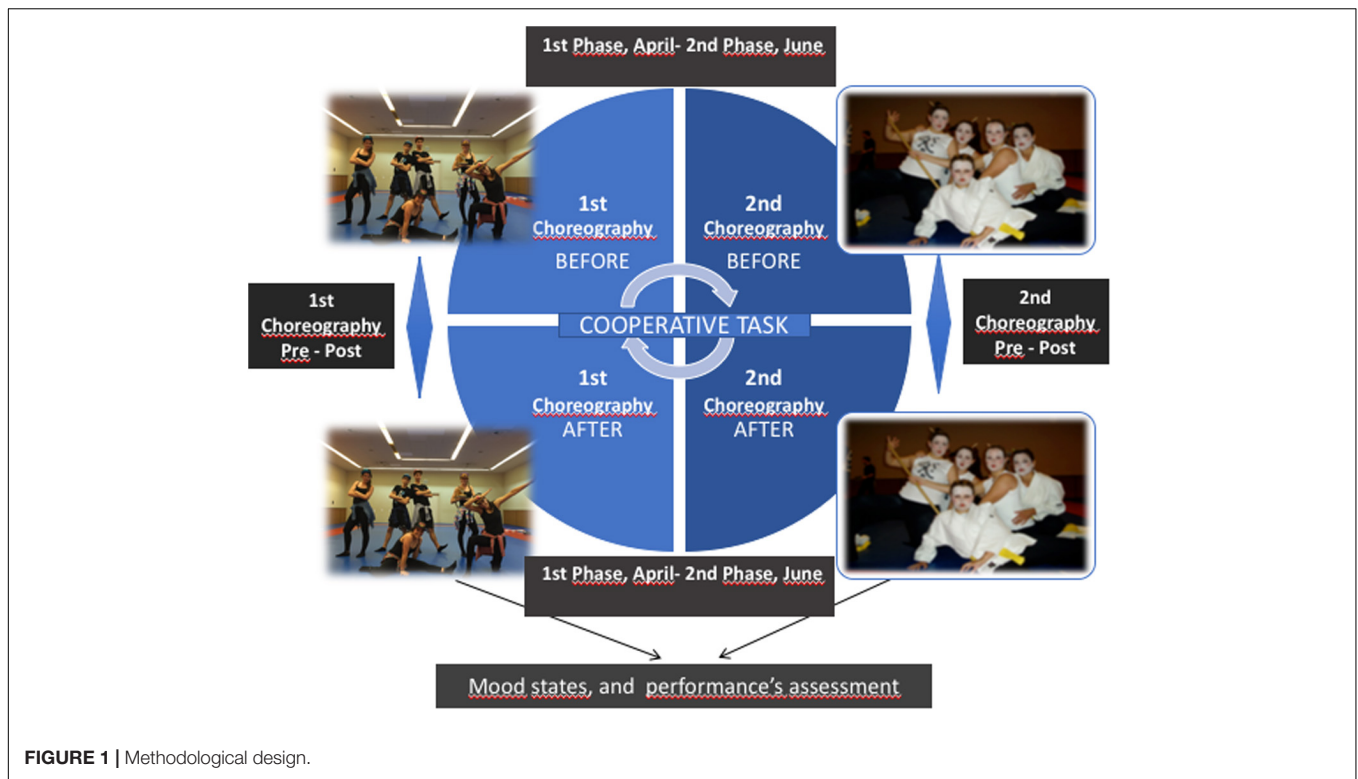 1st Phase, April- 2nd Phase, June
1st
Choreography
BEFORE
2nd
Choreography
BEFORE
1st
Choreography
Pre - Post
COOPERATIVE TASK
2nd
Choreography
Pre - Post
1st
Choreography
AFTER
2nd
Choreography
AFTER
1st Phase, April- 2nd Phase, June
Mood states, and performance's assessment
FIGURE 1 | Methodological design.